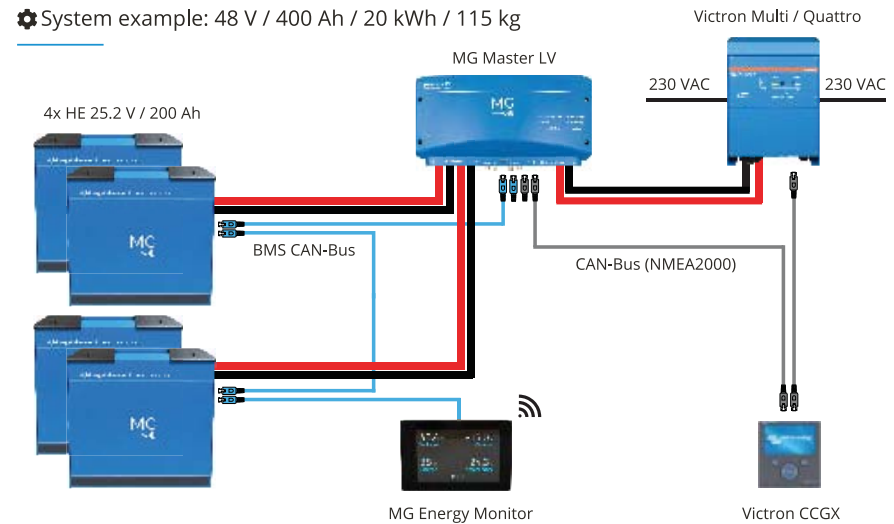 System example: 48 V / 400 Ah / 20 kWh / 115 kg
Victron Multi / Quattro
MG Master LV
230 VAC
230 VAC
4x HE 25.2 V / 200 Ah
MG
MG
BMS CAN-Bus
CAN-Bus (NMEA2000)
MG
MG Energy Monitor
Victron CCGX